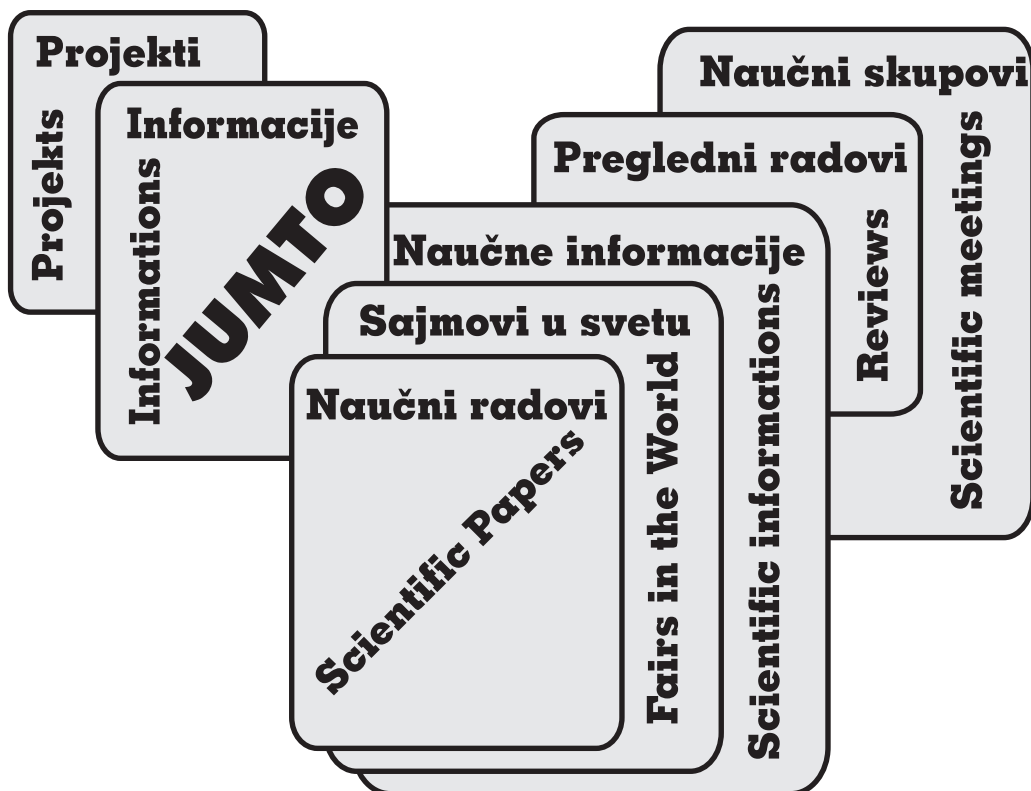 Projekti
Projekts
Informacije
Informations
JUMTO
Naučni skupovi
Scientific meetings
Pregledni radovi
Reviews
Naučne informacije
Scientific informations
Sajmovi u svetu
Fairs in the World
Naučni radovi
Scientific Papers